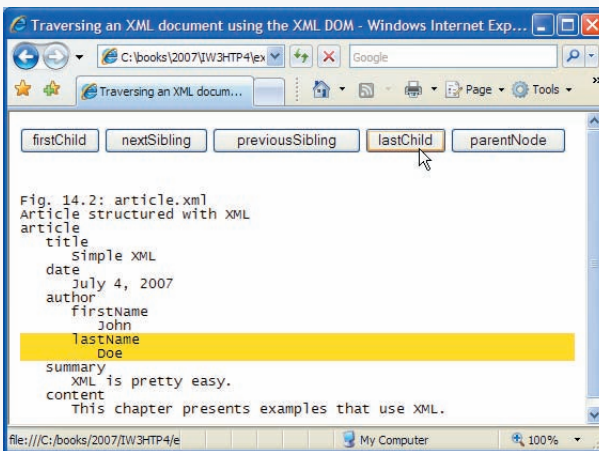 Traversing an XML document using the XML DOM - Windows Internet Exp...
C:\books\2007\IW3HTP4\ex
Google
Traversing an XML docum...
Page
Tools
»
firstChild
nextSibling
previousSibling
lastChild
parentNode
Fig. 14.2: article.xml
Article structured with XML
article
title
Simple XML
date
July 4, 2007
author
firstName
John
lastName
Doe
summary
XML is pretty easy.
content
This chapter presents examples that use XML.
file:///C:/books/2007/IW3HTP4/e
My Computer
100%